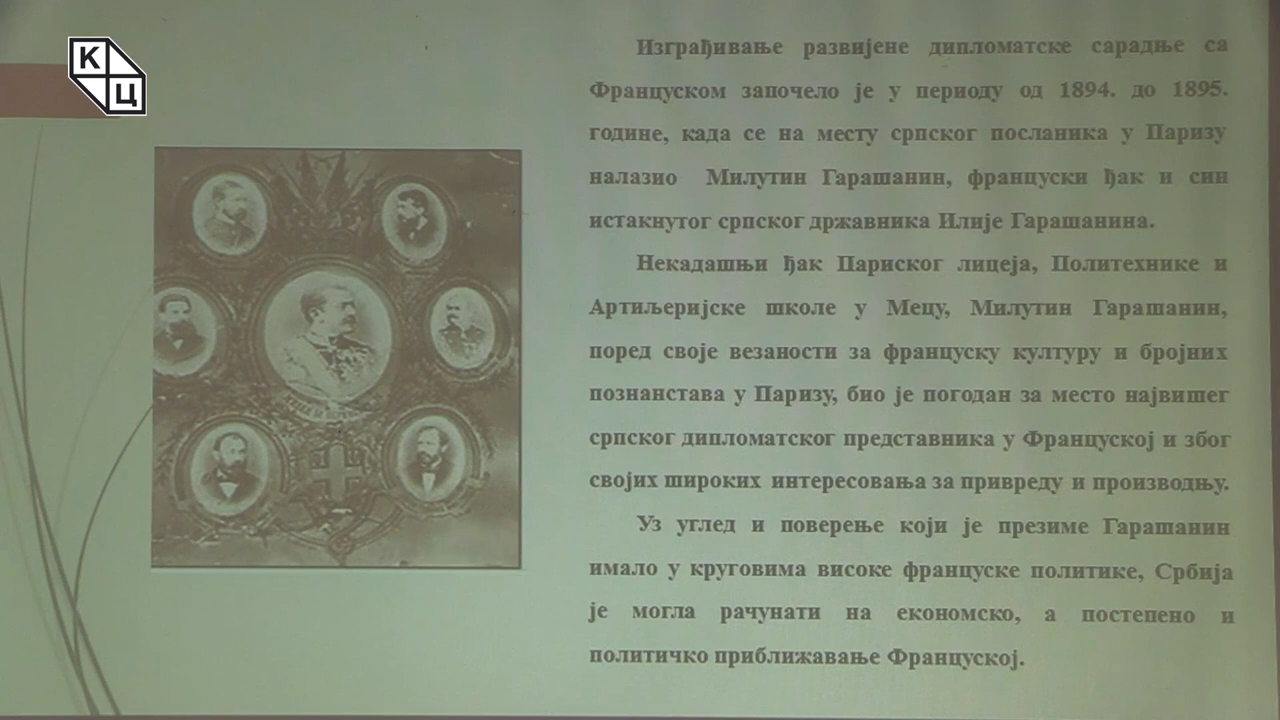 К
Ц
Изграђивање развијене дипломатске сарадње са
Француском започело је у периоду од 1894. до 1895.
године, када се на месту српског посланика у Паризу
налазио Милутин Гарашанин, француски ђак и син
истакнутог српског државника Илије Гарашанина.
Некадашњи ђак Париског лицеја, Политехнике и
Артиљеријске школе у Мецу, Милутин Гарашанин,
поред своје везаности за француску културу и бројних
познанстава у Паризу, био је погодан за место највишег
српског дипломатског представника у Француској и због
својих широких интересовања за привреду и производњу.
Уз углед и поверење који је презиме Гарашанин
имало у круговима високе француске политике, Србија
је могла рачунати на економско, а постепено и
политичко приближавање Француској.